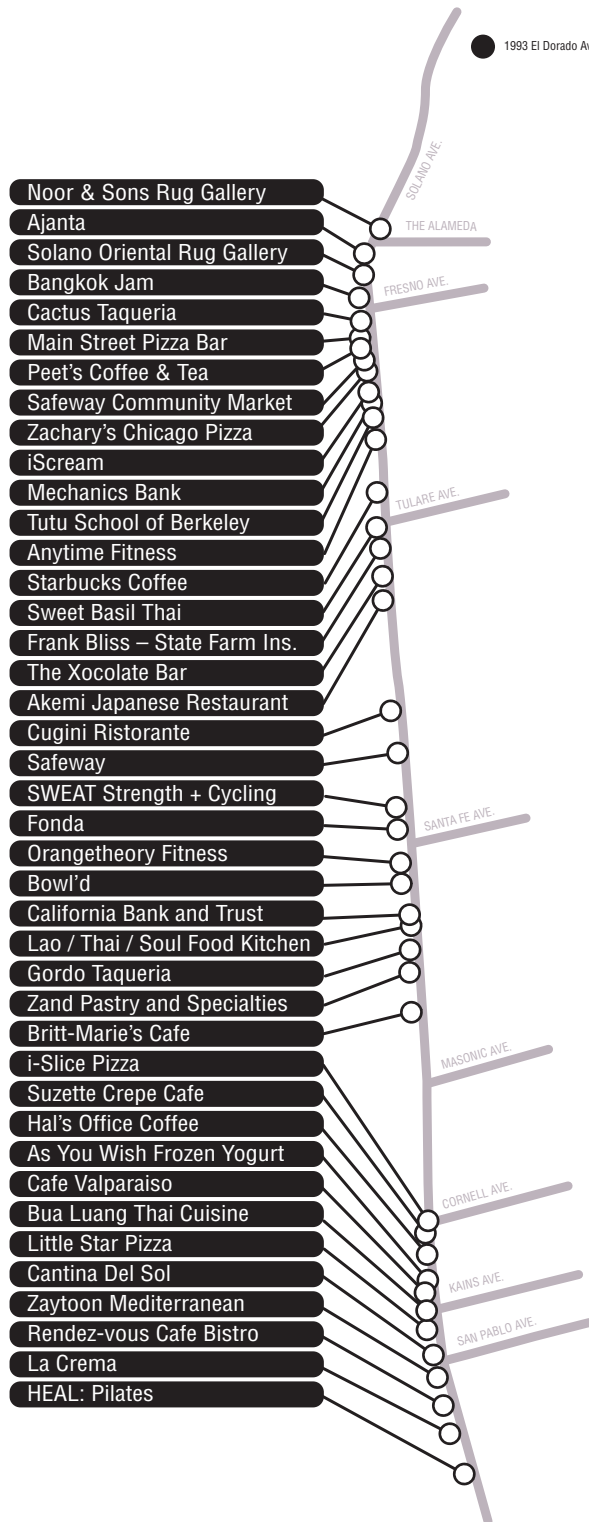 1993 El Dorado
SOLANO AVE.
Noor & Sons Rug Gallery
Ajanta
THE ALAMEDA
Solano Oriental Rug Gallery
Bangkok Jam
FRESNO AVE.
Cactus Taqueria
Main Street Pizza Bar
Peet’s Coffee & Tea
Safeway Community Market
Zachary’s Chicago Pizza
iScream
Mechanics Bank
TULARE AVE.
Tutu School of Berkeley
Anytime Fitness
Starbucks Coffee
Sweet Basil Thai
Frank Bliss – State Farm Ins.
The Xocolate Bar
Akemi Japanese Restaurant
Cugini Ristorante
Safeway
SWEAT Strength + Cycling
Fonda
SANTA FE AVE.
Orangetheory Fitness
Bowl’d
California Bank and Trust
Lao / Thai / Soul Food Kitchen
Gordo Taqueria
Zand Pastry and Specialties
Britt-Marie’s Cafe
i-Slice Pizza
MASONIC AVE.
Suzette Crepe Cafe
Hal’s Office Coffee
As You Wish Frozen Yogurt
Cafe Valparaiso
CORNELL AVE.
Bua Luang Thai Cuisine
Little Star Pizza
Cantina Del Sol
KAINS AVE.
Zaytoon Mediterranean
Rendez-vous Cafe Bistro
SAN PABLO AVE.
La Crema
HEAL: Pilates